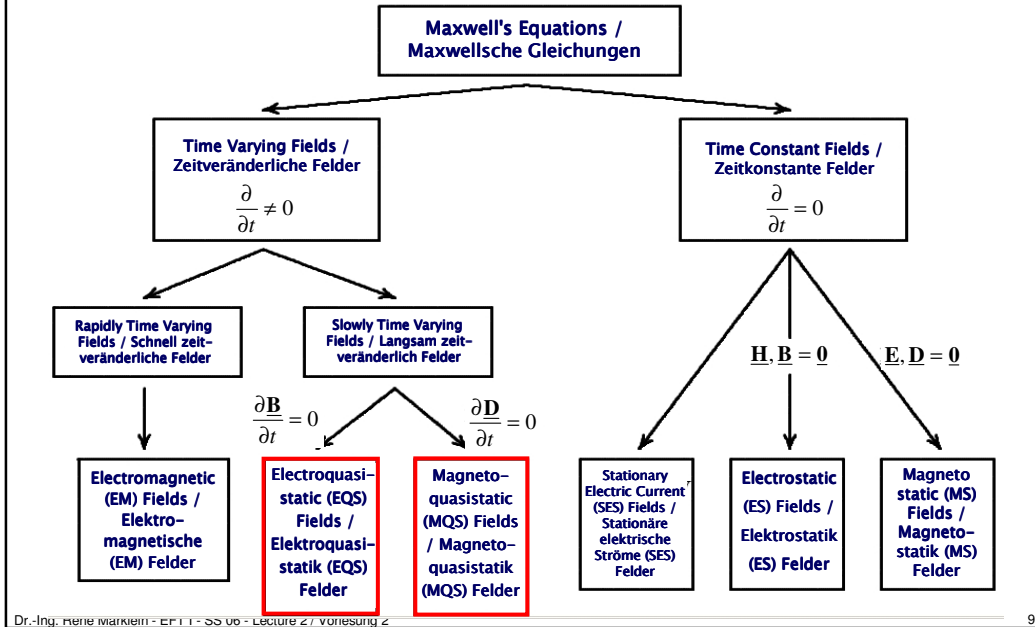 Maxwell's Equations /
Maxwellsche Gleichungen
Time Varying Fields /
Zeitveränderliche Felder
∂/∂t ≠ 0
Time Constant Fields /
Zeitkonstante Felder
∂/∂t = 0
Rapidly Time Varying
Fields / Schnell zeit-
veränderliche Felder
Slowly Time Varying
Fields / Langsam zeit-
veränderlich Felder
∂B/∂t = 0
∂D/∂t = 0
H, B = 0
E, D = 0
Electromagnetic
(EM) Fields /
Elektro-
magnetische
(EM) Felder
Electroquasi-
static (EQS)
Fields /
Elektroquasi-
statik (EQS)
Felder
Magneto-
quasistatic
(MQS) Fields
/ Magneto-
quasistatik
(MQS) Felder
Stationary
Electric Current
(SES) Fields /
Stationäre
elektrische
Ströme (SES)
Felder
Electrostatic
(ES) Fields /
Elektrostatik
(ES) Felder
Magneto
static (MS)
Fields /
Magneto-
statik (MS)
Felder
Dr.-Ing. René Marklein - EFT I - SS 06 - Lecture 2 / Vorlesung 2
9